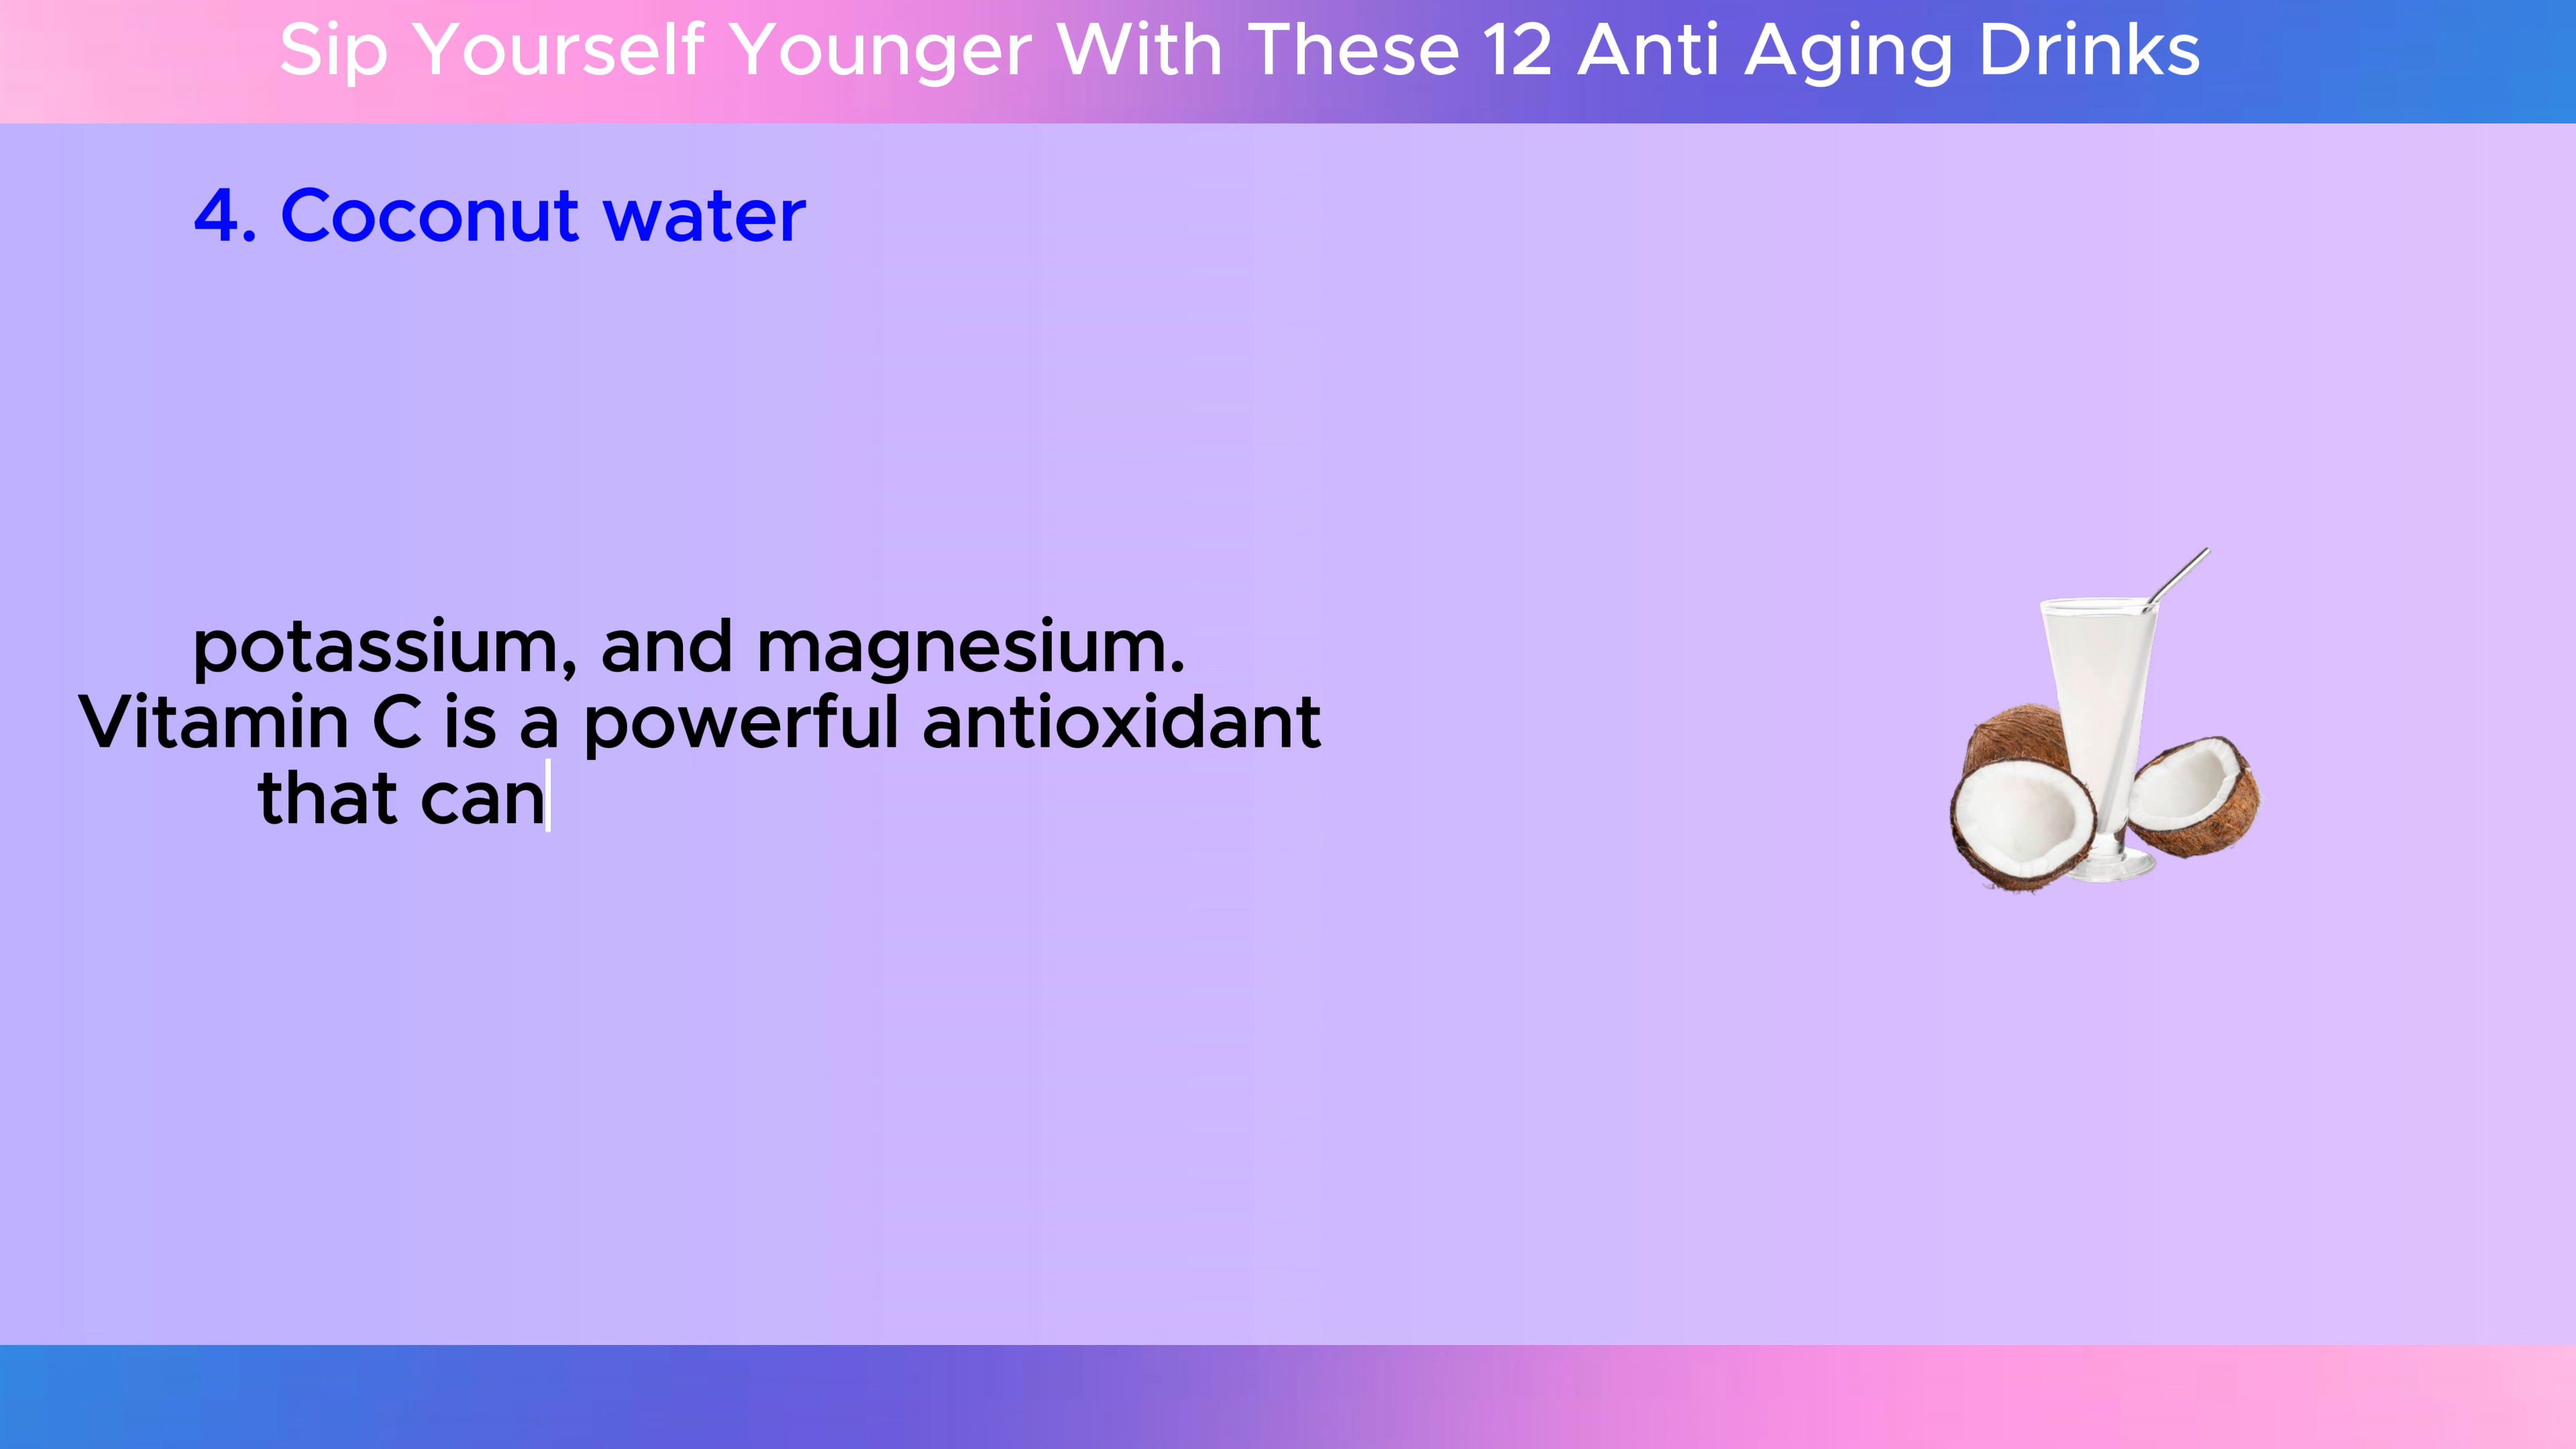 Sip Yourself Younger With These 12 Anti Aging Drinks
4. Coconut water
potassium, and magnesium.
Vitamin C is a powerful antioxidant
that can